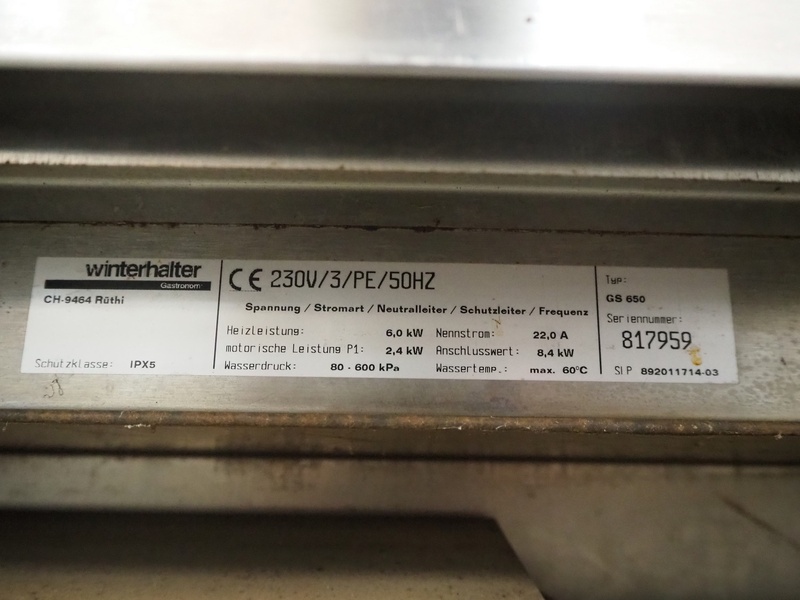 winterhalter
Gastronom
CH-9464 Rüthi
Schutzklasse: IPX5
CE 230V/3/PE/50HZ
Spannung / Stromart / Neutralleiter / Schutzleiter / Frequenz
Heizleistung: 6,0 kW Nennstrom: 22,0 A
motorische Leistung P1: 2,4 kW Anschlusswert: 8,4 kW
Wasserdruck: 80 - 600 kPa Wassertemp.: max. 60°C
Typ:
GS 650
Seriennummer:
817959
SLP 892011714-03